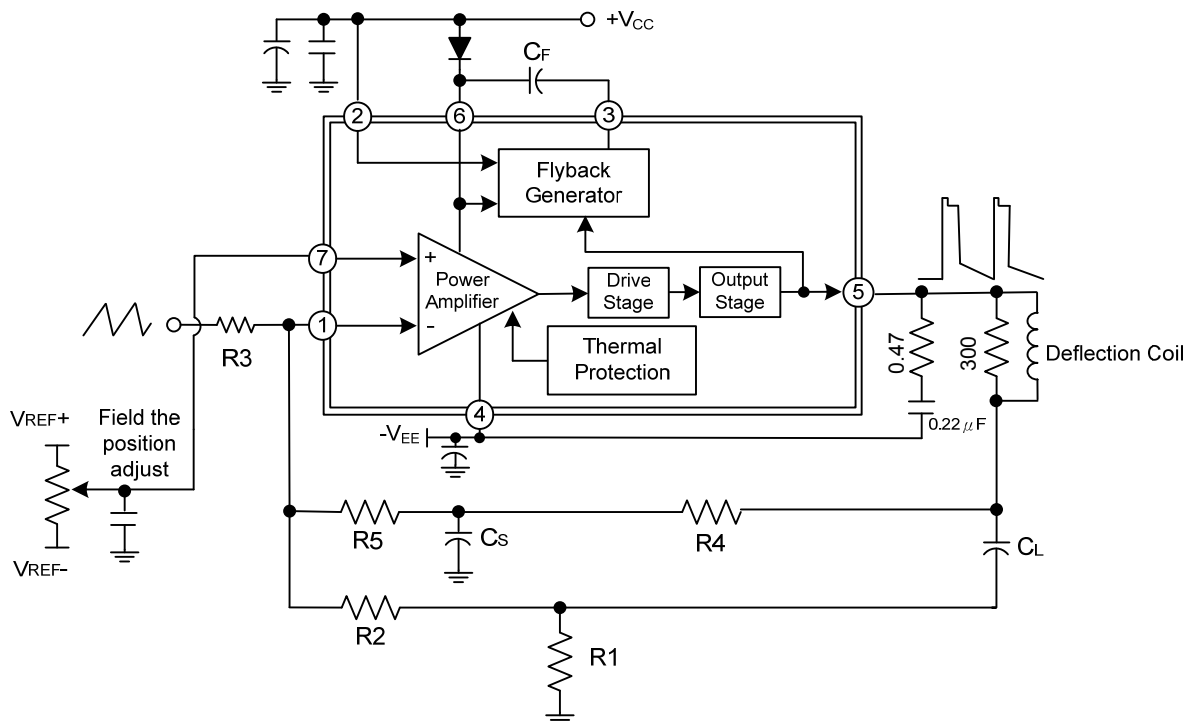 +VCC
CF
2
6
3
Flyback
Generator
7
+
Power
Amplifier
-
Drive
Stage
Output
Stage
5
1
R3
Thermal
Protection
0.47
300
Deflection Coil
4
-VEE
0.22μF
VREF+
Field the
position
adjust
VREF-
R5
CS
R4
CL
R2
R1